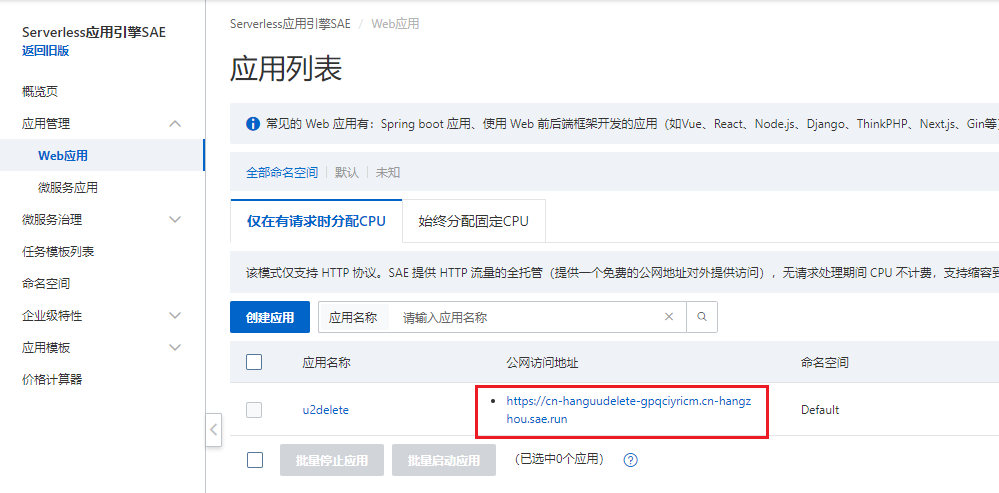 Serverless应用引擎SAE
返回旧版
概览页
应用管理
Web应用
微服务应用
微服务治理
任务模板列表
命名空间
企业级特性
应用模板
价格计算器
Serverless应用引擎SAE / Web应用
应用列表
常见的 Web 应用有：Spring boot 应用、使用 Web 前后端框架开发的应用（如Vue、React、Node.js、Django、ThinkPHP、Next.js、Gin等）
全部命名空间 默认 未知
仅在有请求时分配CPU 始终分配固定CPU
该模式仅支持 HTTP 协议。SAE 提供 HTTP 流量的全托管（提供一个免费的公网地址对外提供访问），无请求处理期间 CPU 不计费，支持缩容到
创建应用 应用名称 请输入应用名称
应用名称 公网访问地址 命名空间
u2delete https://cn-hanguudelete-gpqciyricm.cn-hangz Default
hou.sae.run
批量停止应用 批量启动应用 （已选中0个应用）